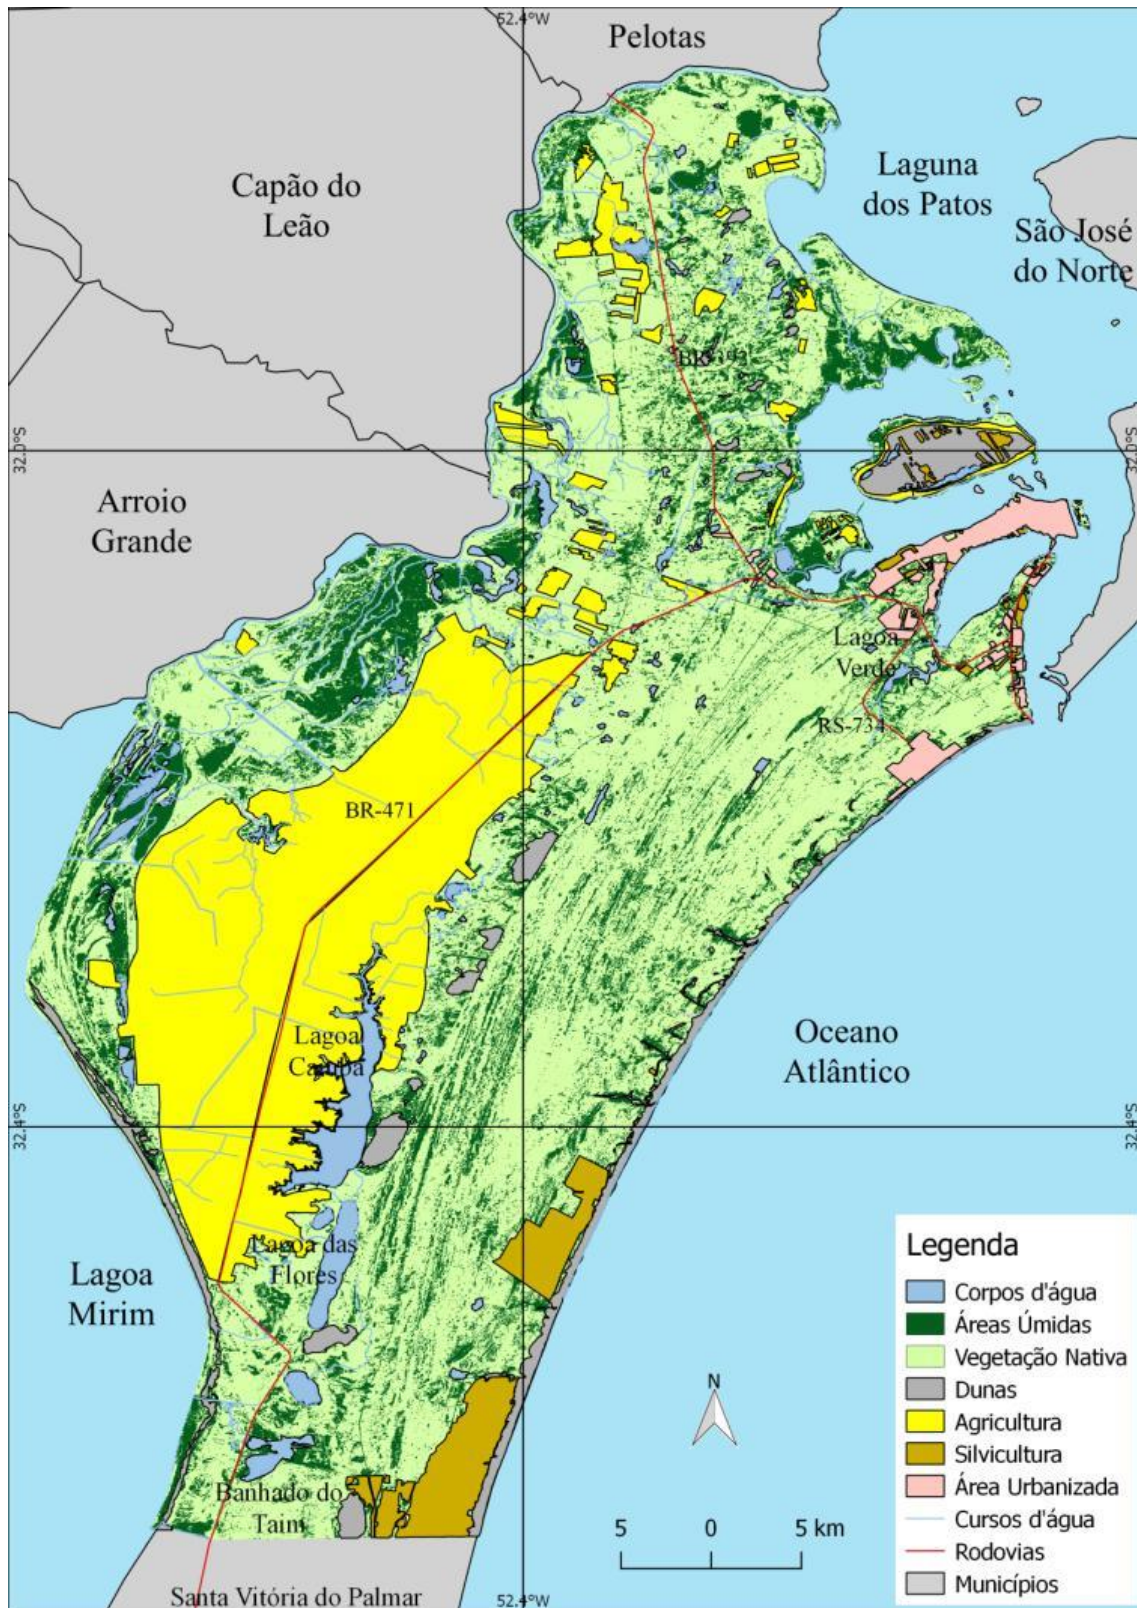 52.4°W
Pelotas
Capão do
Leão
Laguna
dos Patos
São José
do Norte
32.0°S
32.0°S
Arroio
Grande
Lagoa
Verde
RS-734
BR-471
Lagoa
Oceano
Atlântico
32.4°S
32.4°S
Lagoa das
Flores
Lagoa
Mirim
Banhado do
Taim
Santa Vitória do Palmar
52.4°W
N
5 0 5 km
Legenda
Corpos d'água
Áreas Úmidas
Vegetação Nativa
Dunas
Agricultura
Silvicultura
Área Urbanizada
Cursos d'água
Rodovias
Municípios